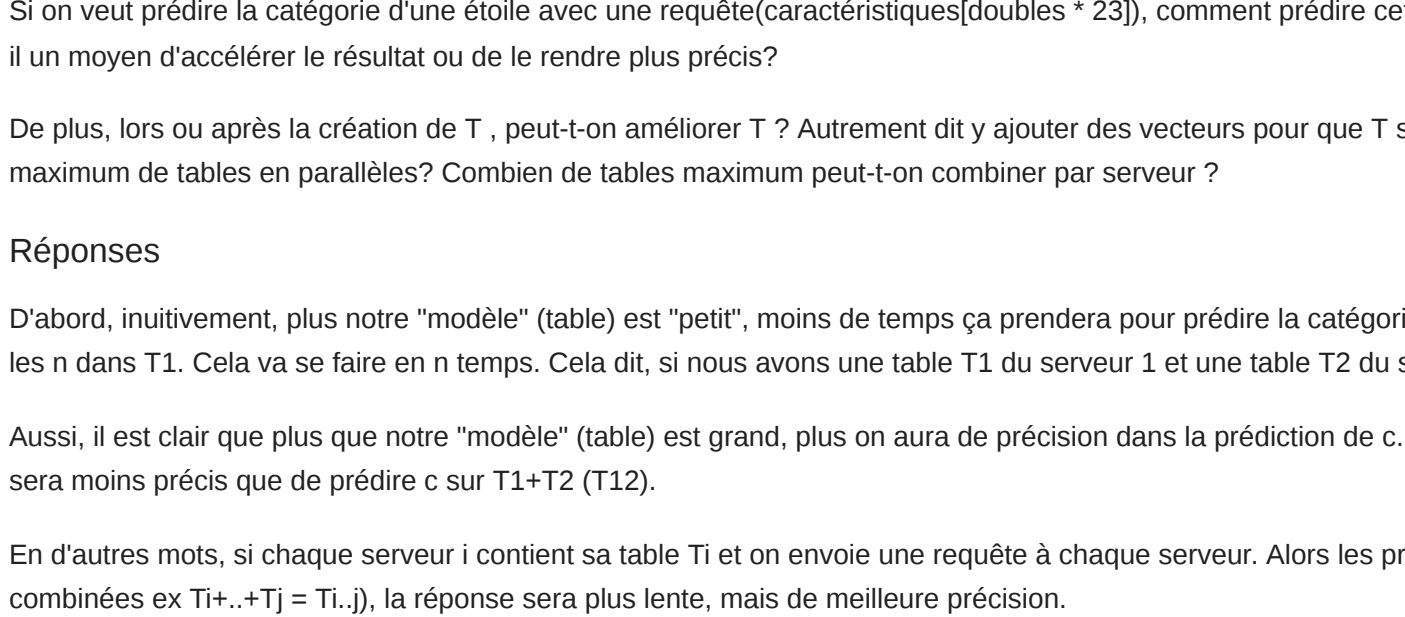 Si on veut prédire la catégorie d'une étoile avec une requête(caractéristiques[doubles * 23]), comment prédire
il un moyen d'accélérer le résultat ou de le rendre plus précis?
De plus, lors ou après la création de T , peut-t-on améliorer T ? Autrement dit y ajouter des vecteurs pour que T
maximum de tables en parallèles? Combien de tables maximum peut-t-on combiner par serveur ?
Réponses
D'abord, inuitivement, plus notre "modèle" (table) est "petit", moins de temps ça prendera pour prédire la
les n dans T1. Cela va se faire en n temps. Cela dit, si nous avons une table T1 du serveur 1 et une table T2 du
Aussi, il est clair que plus que notre "modèle" (table) est grand, plus on aura de précision dans la prédiction de c.
sera moins précis que de prédire c sur T1+T2 (T12).
En d'autres mots, si chaque serveur i contient sa table Ti et on envoie une requête à chaque serveur. Alors les
combinées ex Ti+..+Tj = Ti..j), la réponse sera plus lente, mais de meilleure précision.